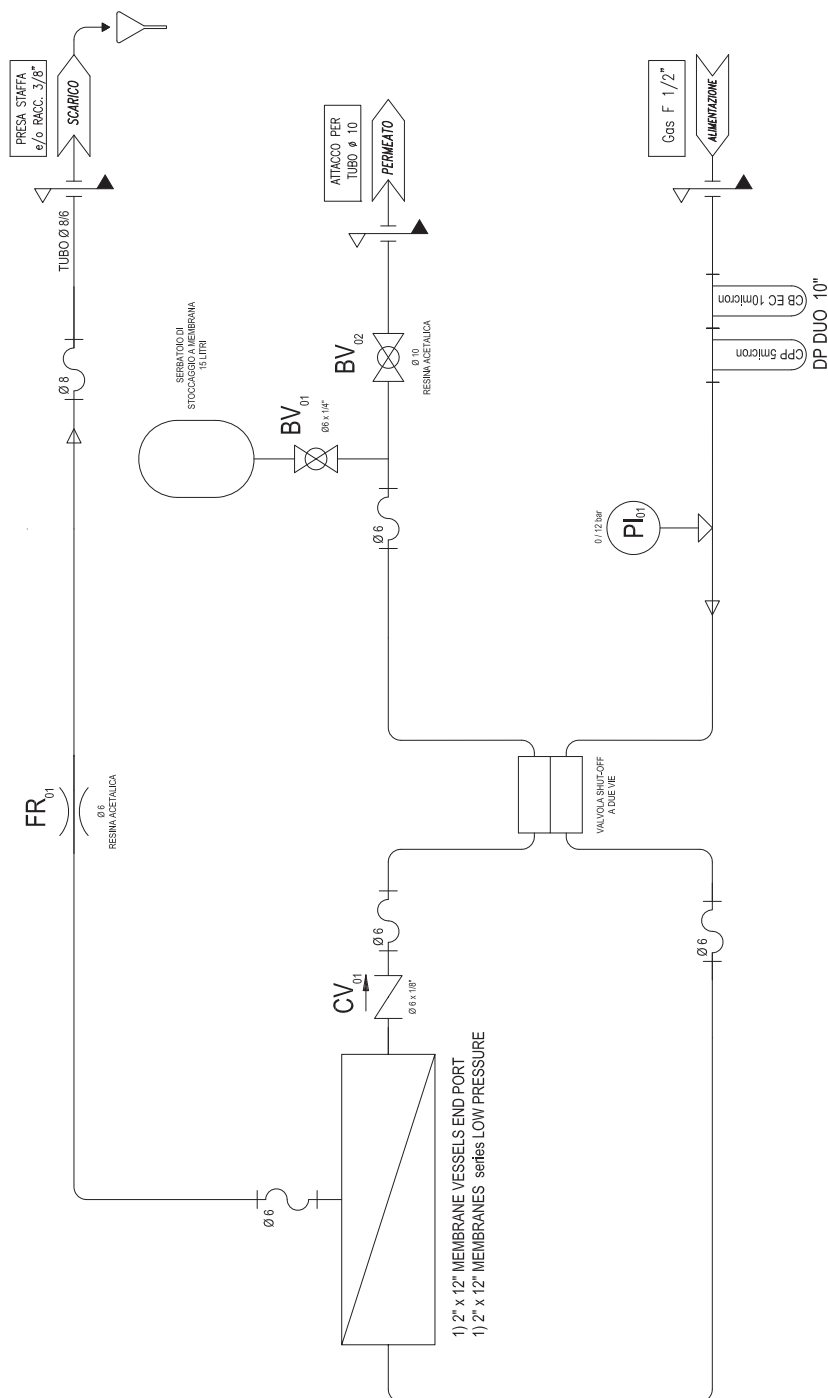 PRESA STAFFA
e/o RACC. 3/8"
SCARICO
TUBO Ø 8/6
Ø 8
FR01
Ø 6
RESINA ACETALICA
Ø 6
ATTACCO PER
TUBO ø 10
PERMEATO
SERBATOIO DI
STOCCAGGIO A MEMBRANA
15 LITRI
BV01
Ø6 x 1/4"
BV02
Ø 10
RESINA ACETALICA
Ø 6
Ø 6
CV01
Ø 6 x 1/8"
1) 2" x 12" MEMBRANE VESSELS END PORT
1) 2" x 12" MEMBRANES series LOW PRESSURE
VALVOLA SHUT-OFF
A DUE VIE
Gas F 1/2"
ALIMENTAZIONE
CB EC 10micron
CPP 5micron
DP DUO 10"
0 / 12 bar
PI01
Ø 6